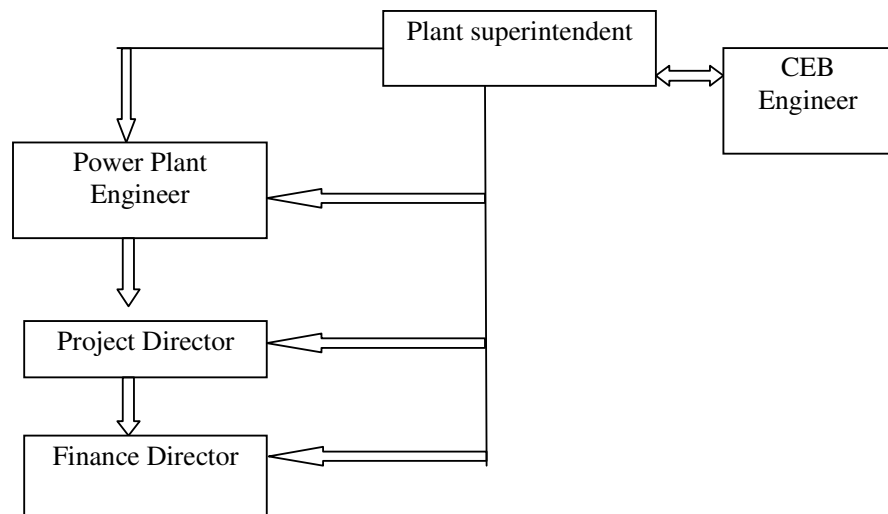 Plant superintendent
CEB
Engineer
Power Plant
Engineer
Project Director
Finance Director